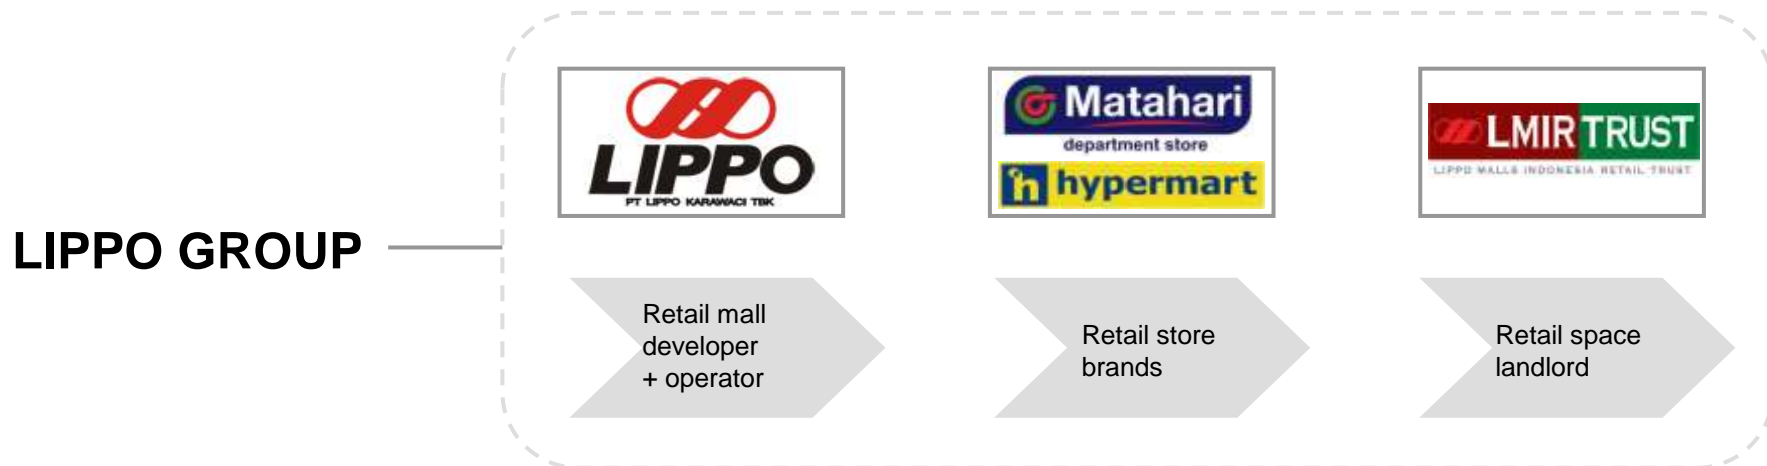 LIPPO GROUP
LIPPO
PT LIPPO KARAWACI TBK
Matahari
department store
hypermart
LMIR TRUST
LIPPO MALLS INDONESIA RETAIL TRUST
Retail mall
developer
+ operator
Retail store
brands
Retail space
landlord